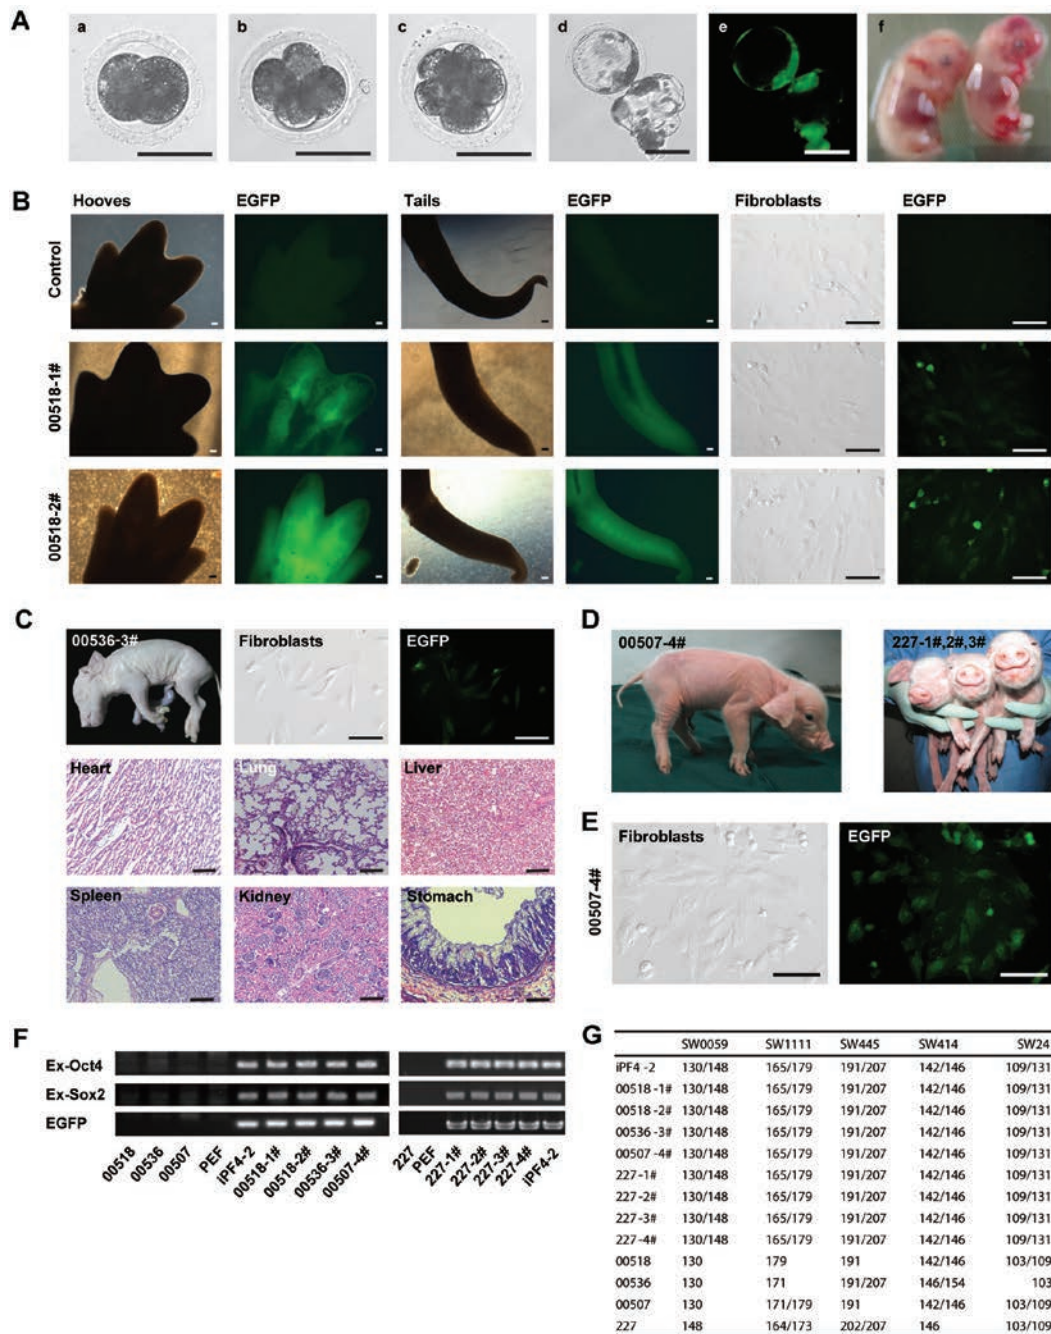 A
a b c d e f
B
Hooves EGFP Tails EGFP Fibroblasts EGFP
Control
00518-1#
00518-2#
C D
00536-3# Fibroblasts EGFP 00507-4# 227-1#,2#,3#
Heart Lung Liver
E
Fibroblasts EGFP
00507-4#
Spleen Kidney Stomach
F
Ex-Oct4
Ex-Sox2
EGFP
00518 00536 00507 PEF iPF4-2 00518-1# 00518-2# 00536-3# 00507-4# 227 PEF 227-1# 227-2# 227-3# 227-4# iPF4-2
G
SW0059 SW1111 SW445 SW414 SW24
iPF4 -2 130/148 165/179 191/207 142/146 109/131
00518 -1# 130/148 165/179 191/207 142/146 109/131
00518 -2# 130/148 165/179 191/207 142/146 109/131
00536 -3# 130/148 165/179 191/207 142/146 109/131
00507 -4# 130/148 165/179 191/207 142/146 109/131
227 -1# 130/148 165/179 191/207 142/146 109/131
227 -2# 130/148 165/179 191/207 142/146 109/131
227 -3# 130/148 165/179 191/207 142/146 109/131
227 -4# 130/148 165/179 191/207 142/146 109/131
00518 130 179 191 142/146 103/109
00536 130 171 191/207 146/154 103
00507 130 171/179 191 142/146 103/109
227 148 164/173 202/207 146 103/109